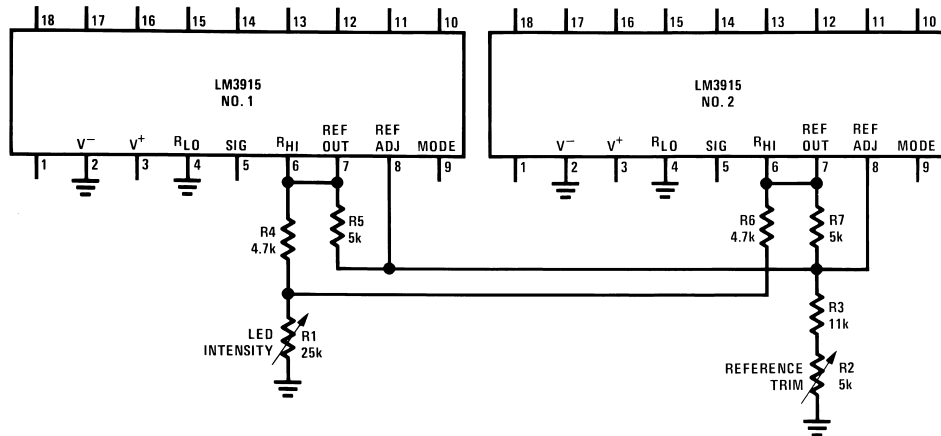 18 17 16 15 14 13 12 11 10
18 17 16 15 14 13 12 11 10
LM3915
NO. 1
LM3915
NO. 2
V− V+ RLO SIG RHI REF OUT REF ADJ MODE
V− V+ RLO SIG RHI REF OUT REF ADJ MODE
1 2 3 4 5 6 7 8 9
1 2 3 4 5 6 7 8 9
R4
4.7k
R5
5k
R6
4.7k
R7
5k
R3
11k
LED
INTENSITY
R1
25k
REFERENCE
TRIM
R2
5k